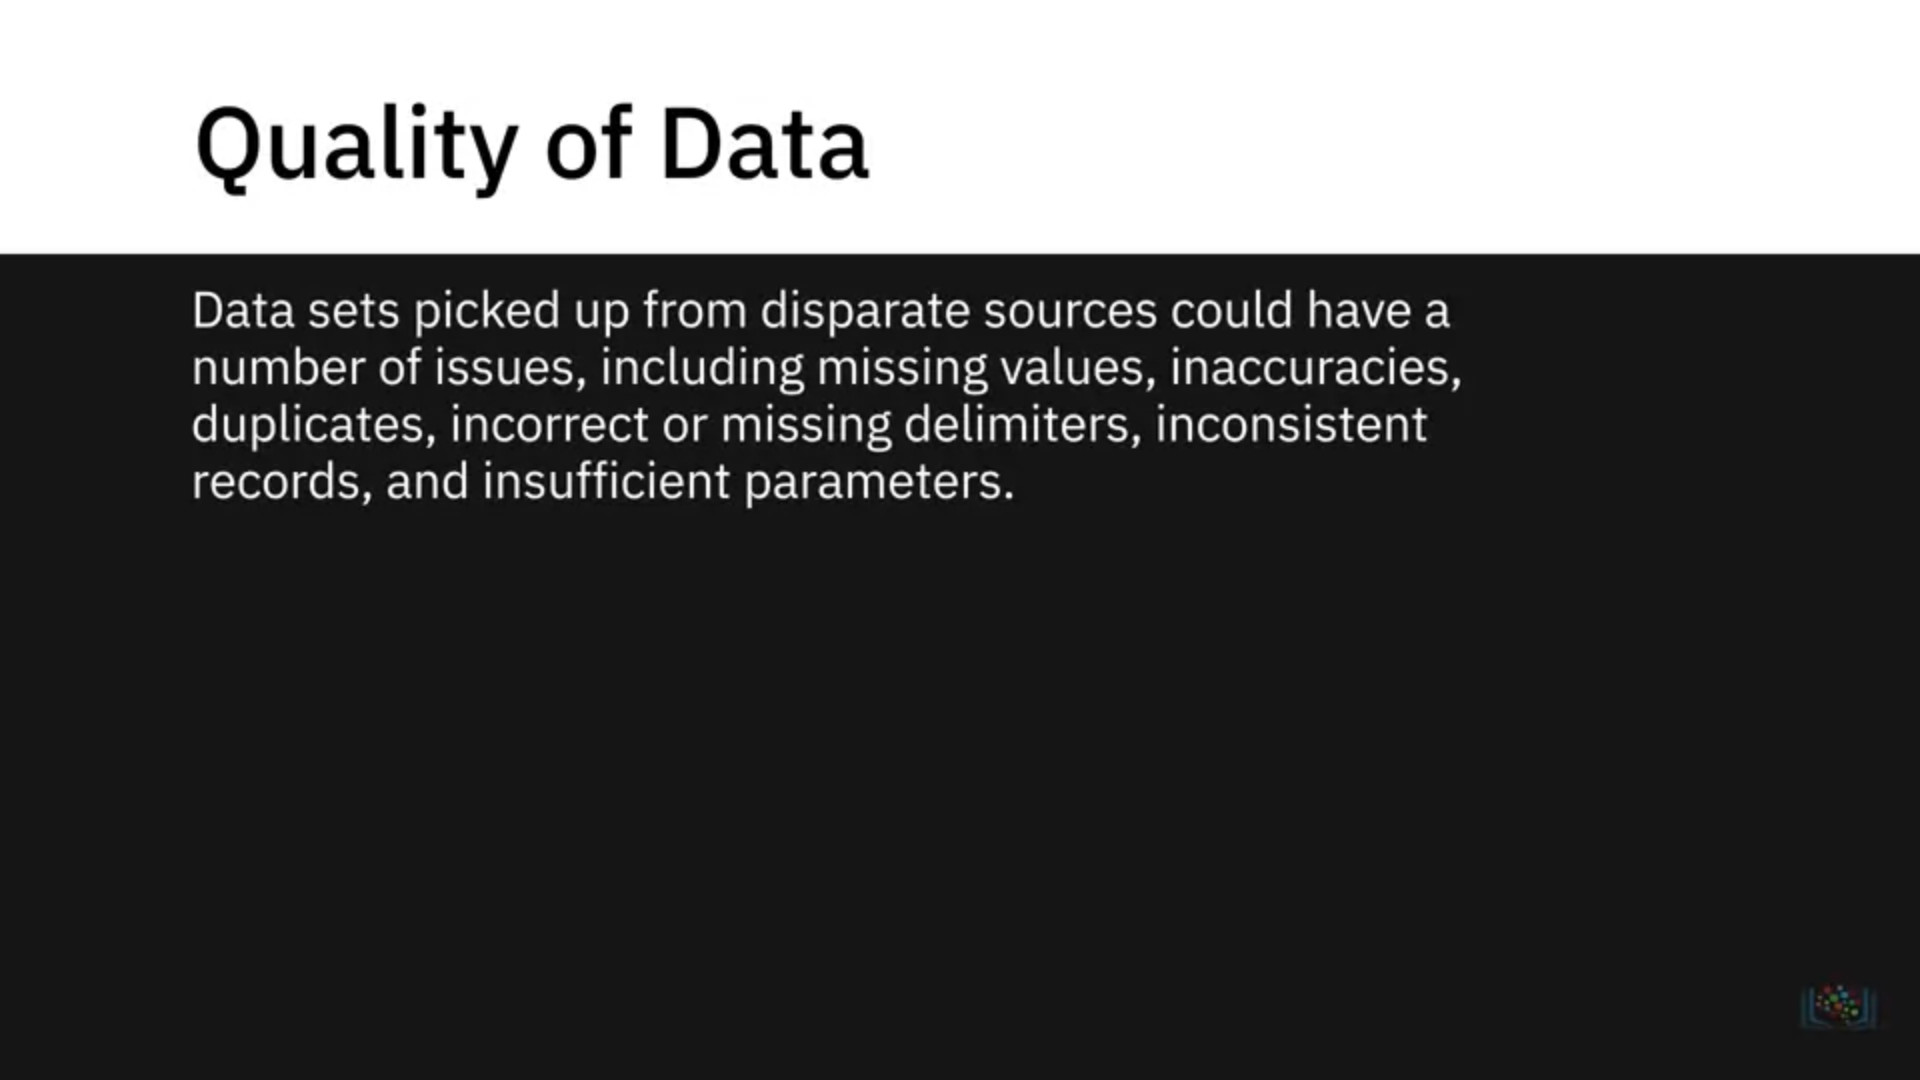 Quality of Data
Data sets picked up from disparate sources could have a
number of issues, including missing values, inaccuracies,
duplicates, incorrect or missing delimiters, inconsistent
records, and insufficient parameters.